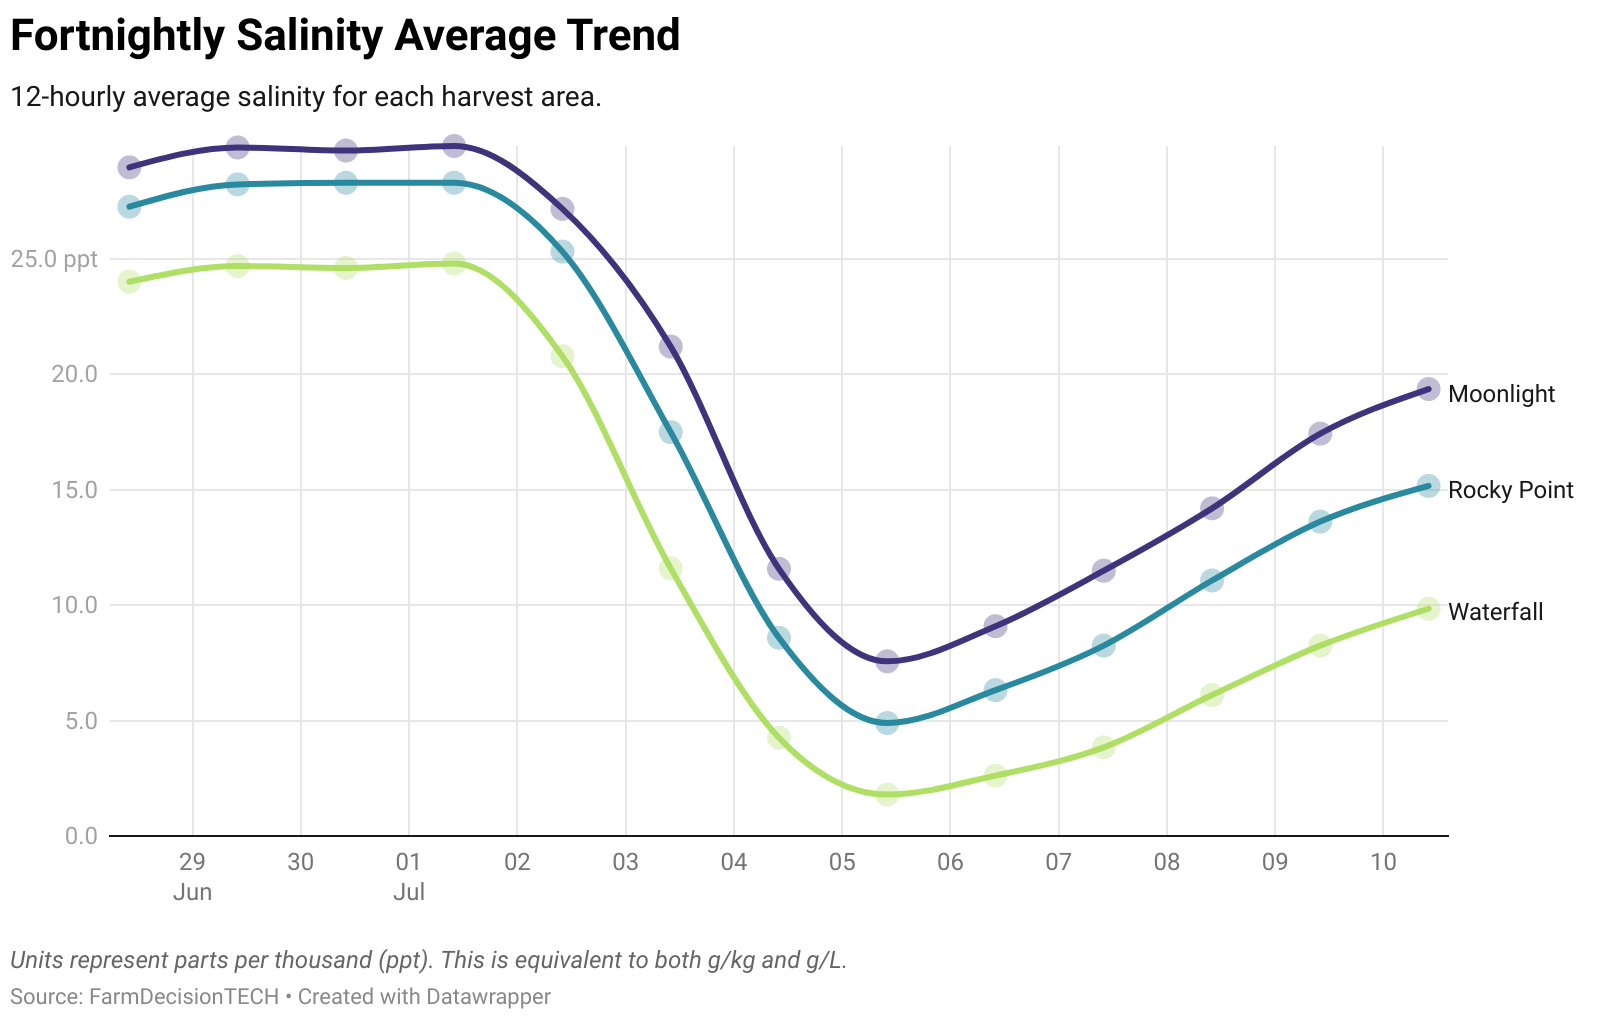 Fortnightly Salinity Average Trend
12-hourly average salinity for each harvest area.
25.0 ppt
20.0
Moonlight
15.0
Rocky Point
10.0
Waterfall
5.0
0.0
29 30 01 02 03 04 05 06 07 08 09 10
Jun Jul
Units represent parts per thousand (ppt). This is equivalent to both g/kg and g/L.
Source: FarmDecisionTECH • Created with Datawrapper